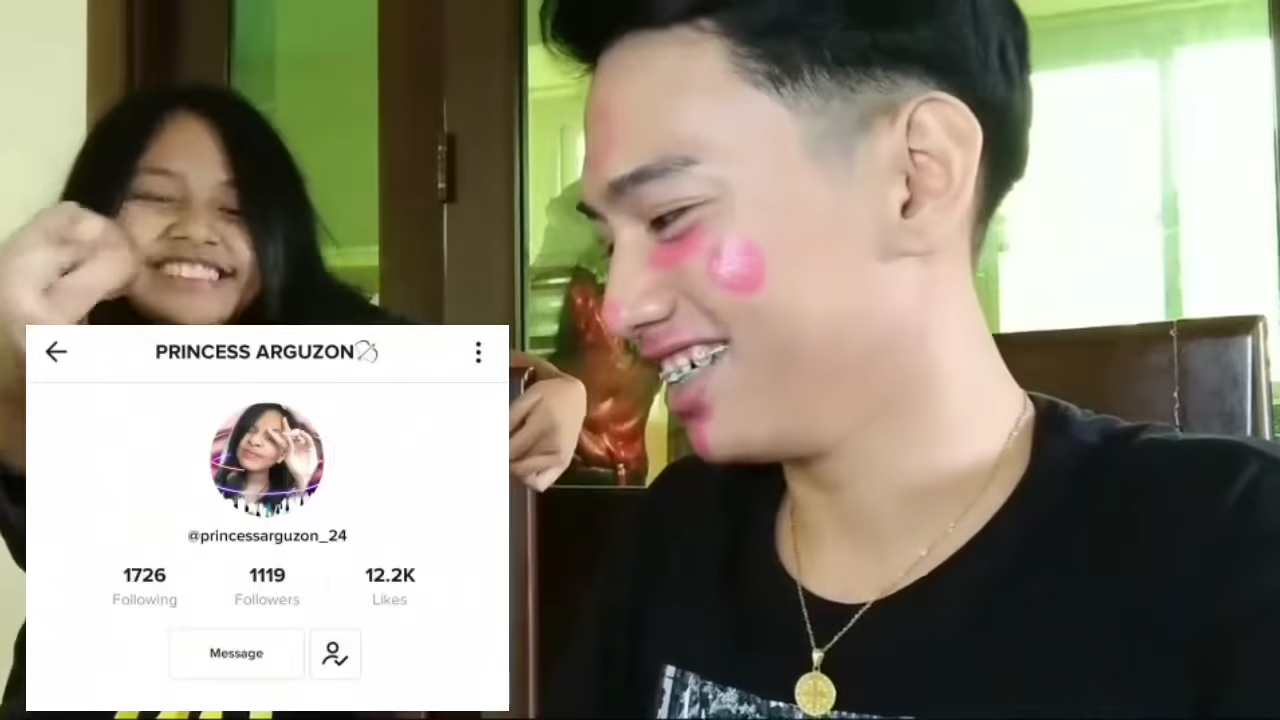 PRINCESS ARGUZON🏹
@princessarguzon_24
1726 1119 12.2K
Following Followers Likes
Message